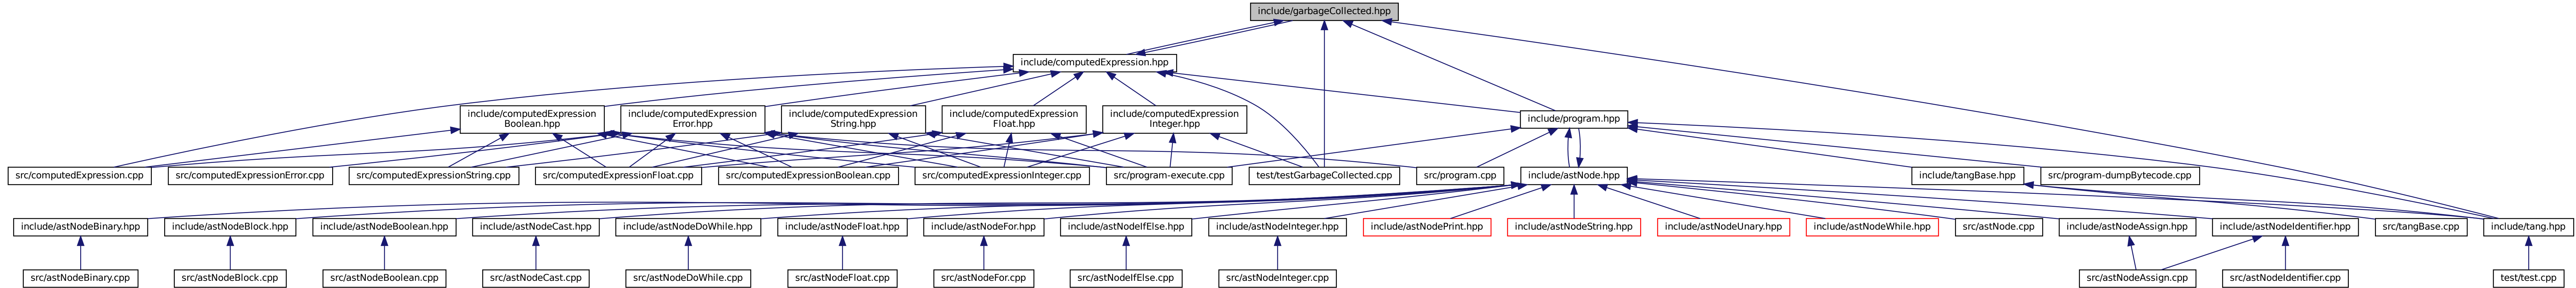 include/garbageCollected.hpp
include/computedExpression.hpp
include/computedExpression
Boolean.hpp
include/computedExpression
Error.hpp
include/computedExpression
String.hpp
include/computedExpression
Float.hpp
include/computedExpression
Integer.hpp
include/program.hpp
src/computedExpression.cpp
src/computedExpressionError.cpp
src/computedExpressionString.cpp
src/computedExpressionFloat.cpp
src/computedExpressionBoolean.cpp
src/computedExpressionInteger.cpp
src/program-execute.cpp
test/testGarbageCollected.cpp
src/program.cpp
include/astNode.hpp
include/tangBase.hpp
src/program-dumpBytecode.cpp
include/astNodeBinary.hpp
include/astNodeBlock.hpp
include/astNodeBoolean.hpp
include/astNodeCast.hpp
include/astNodeDoWhile.hpp
include/astNodeFloat.hpp
include/astNodeFor.hpp
include/astNodeIfElse.hpp
include/astNodeInteger.hpp
include/astNodePrint.hpp
include/astNodeString.hpp
include/astNodeUnary.hpp
include/astNodeWhile.hpp
src/astNode.cpp
include/astNodeAssign.hpp
include/astNodeIdentifier.hpp
src/tangBase.cpp
include/tang.hpp
src/astNodeBinary.cpp
src/astNodeBlock.cpp
src/astNodeBoolean.cpp
src/astNodeCast.cpp
src/astNodeDoWhile.cpp
src/astNodeFloat.cpp
src/astNodeFor.cpp
src/astNodeIfElse.cpp
src/astNodeInteger.cpp
src/astNodeAssign.cpp
src/astNodeIdentifier.cpp
test/test.cpp